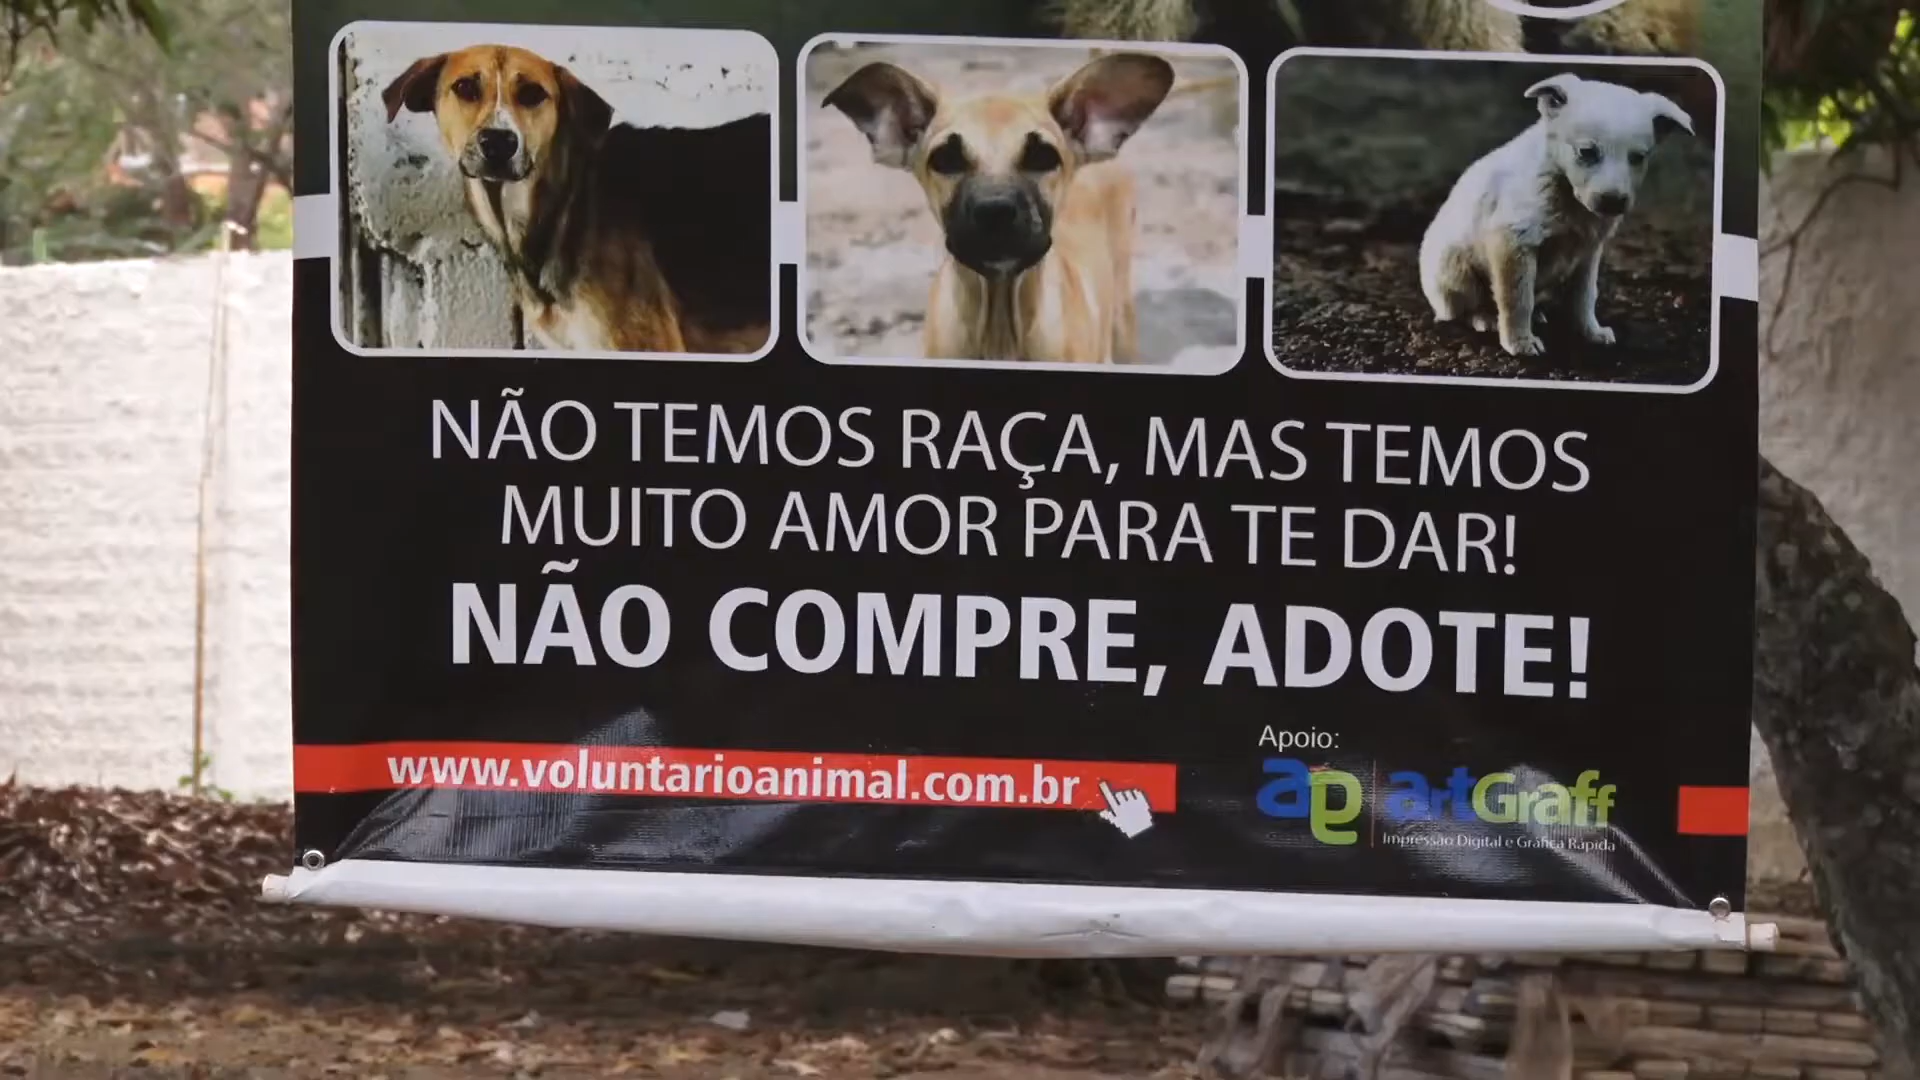 NÃO TEMOS RAÇA, MAS TEMOS
MUITO AMOR PARA TE DAR!
NÃO COMPRE, ADOTE!
www.voluntarioanimal.com.br
Apoio:
ag artGraff
Impressão Digital e Gráfica Rápida